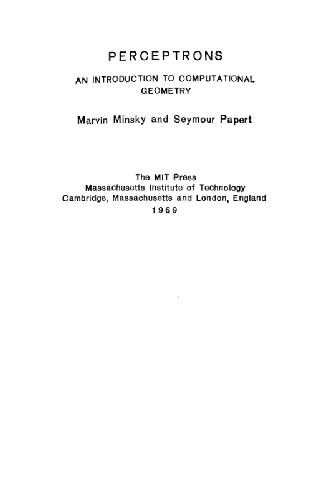 PERCEPTRONS
AN INTRODUCTION TO COMPUTATIONAL
GEOMETRY
Marvin Minsky and Seymour Papert
The MIT Press
Massachusetts Institute of Technology
Cambridge, Massachusetts and London, England
1969